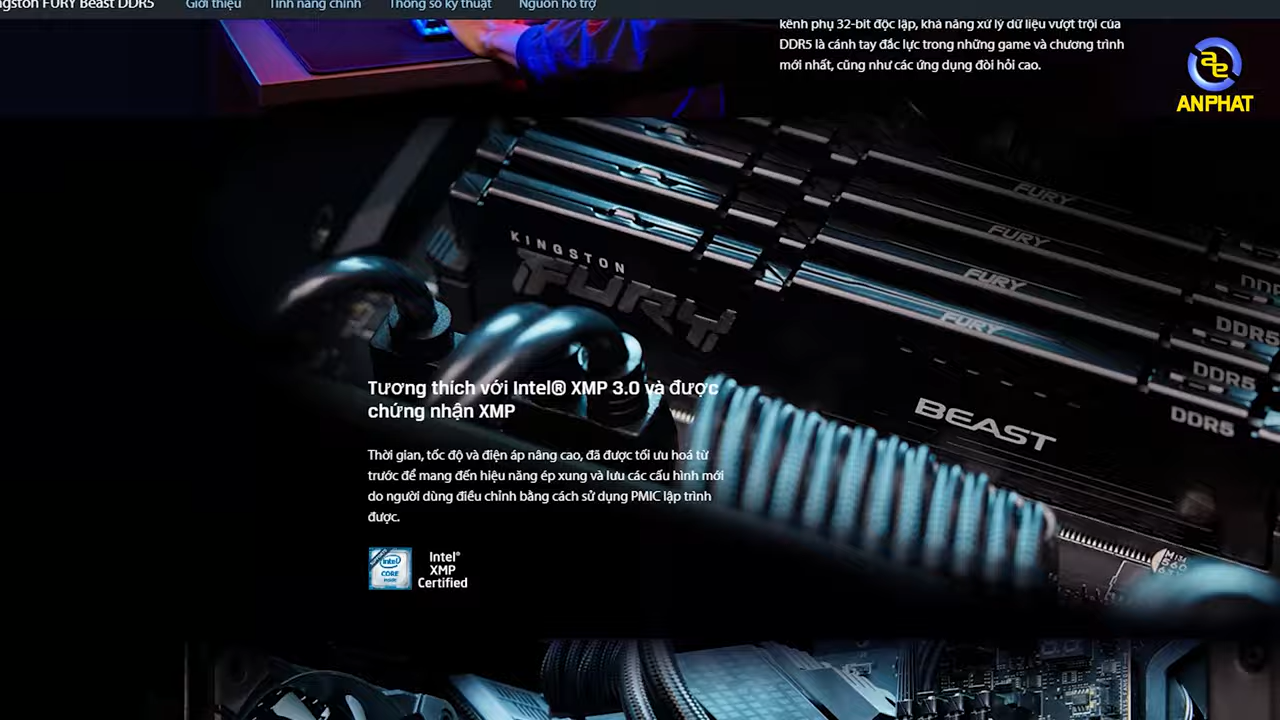 ngston FURY Beast DDR5
Giới thiệu
Tính năng chính
Thông số kỹ thuật
Nguồn hỗ trợ
kênh phụ 32-bit độc lập, khả năng xử lý dữ liệu vượt trội của
DDR5 là cánh tay đắc lực trong những game và chương trình
mới nhất, cũng như các ứng dụng đòi hỏi cao.
ae
ANPHAT
FURY
FURY
FURY
FURY
KINGSTON
FURY
DDR5
DDR5
DDR5
BEAST
Tương thích với Intel® XMP 3.0 và được
chứng nhận XMP
Thời gian, tốc độ và điện áp nâng cao, đã được tối ưu hoá từ
trước để mang đến hiệu năng ép xung và lưu các cấu hình mới
do người dùng điều chỉnh bằng cách sử dụng PMIC lập trình
được.
intel
CORE
inside
Intel®
XMP
Certified